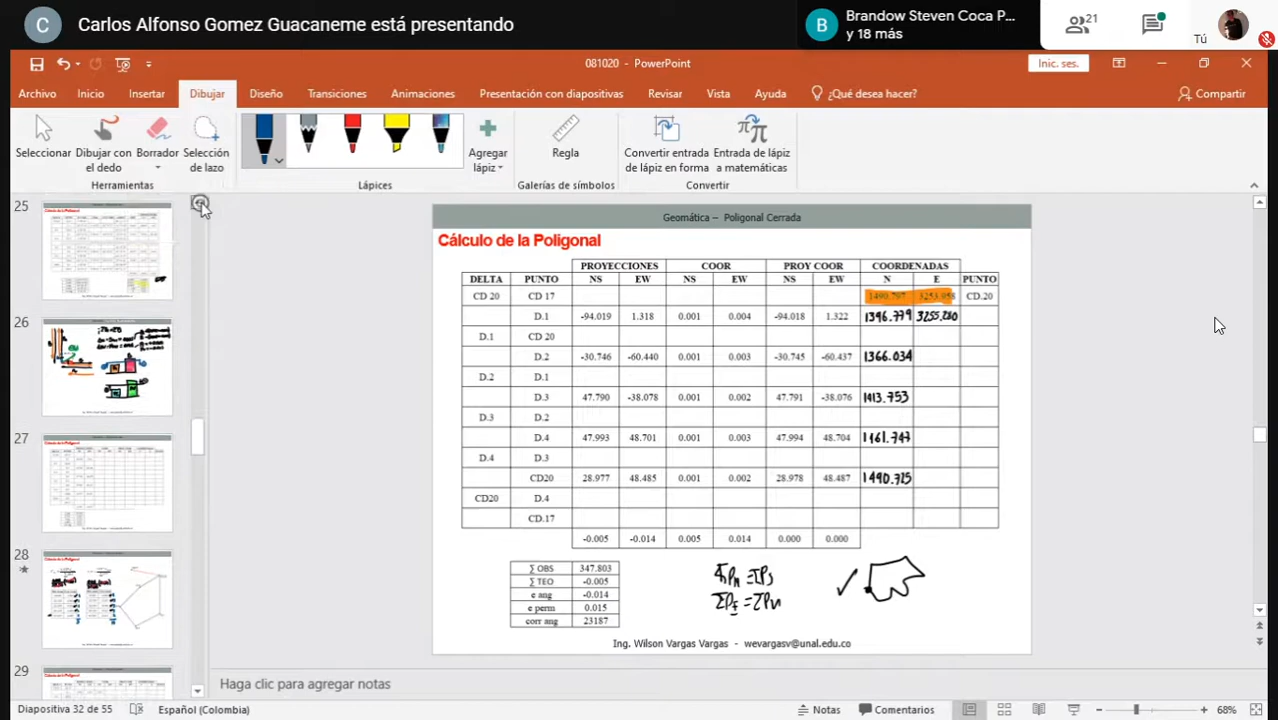 C Carlos Alfonso Gomez Guacaneme está presentando
B Brandow Steven Coca P...
y 18 más
21
Tú
081020 - PowerPoint
Inic. ses.
Archivo Inicio Insertar Dibujar Diseño Transiciones Animaciones Presentación con diapositivas Revisar Vista Ayuda ¿Qué desea hacer? Compartir
Seleccionar Dibujar con el dedo Borrador Selección de lazo Agregar lápiz Regla Convertir entrada de lápiz en forma Entrada de lápiz a matemáticas
Herramientas Lápices Galerías de símbolos Convertir
25
26
27
28
29
Geomática – Poligonal Cerrada
Cálculo de la Poligonal
PROYECCIONES COOR PROY COOR COORDENADAS
DELTA PUNTO NS EW NS EW NS EW N E PUNTO
CD 20 CD 17 1490.797 3253.958 CD.20
D.1 -94.019 1.318 0.001 0.004 -94.018 1.322 1396.779 3255.280
D.1 CD 20
D.2 -30.746 -60.440 0.001 0.003 -30.745 -60.437 1366.034
D.2 D.1
D.3 47.790 -38.078 0.001 0.002 47.791 -38.076 1413.753
D.3 D.2
D.4 47.993 48.701 0.001 0.003 47.994 48.704 1461.747
D.4 D.3
CD20 28.977 48.485 0.001 0.002 28.978 48.487 1490.725
CD20 D.4
CD.17
-0.005 -0.014 0.005 0.014 0.000 0.000
∑ OBS 347.803
∑ TEO -0.005
e ang -0.014
e perm 0.015
corr ang 23187
Ing. Wilson Vargas Vargas - wevargasv@unal.edu.co
Haga clic para agregar notas
Diapositiva 32 de 55 Español (Colombia) Notas Comentarios 68%